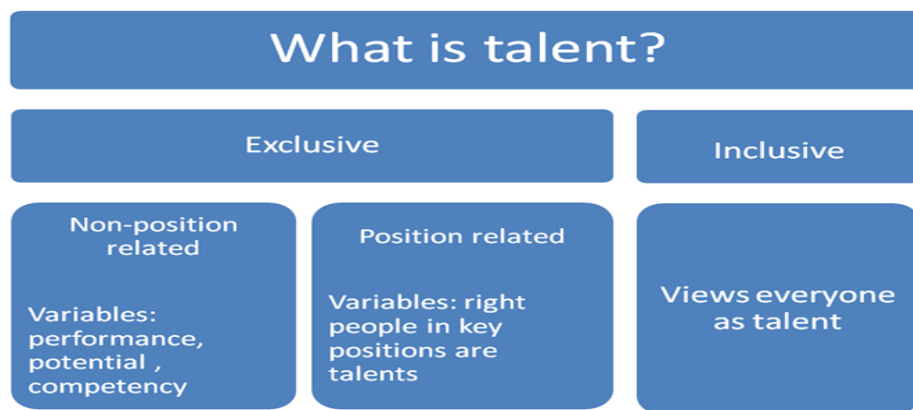 What is talent?
Exclusive
Inclusive
Non-position
related
Variables:
performance,
potential ,
competency
Position related
Variables: right
people in key
positions are
talents
Views everyone
as talent